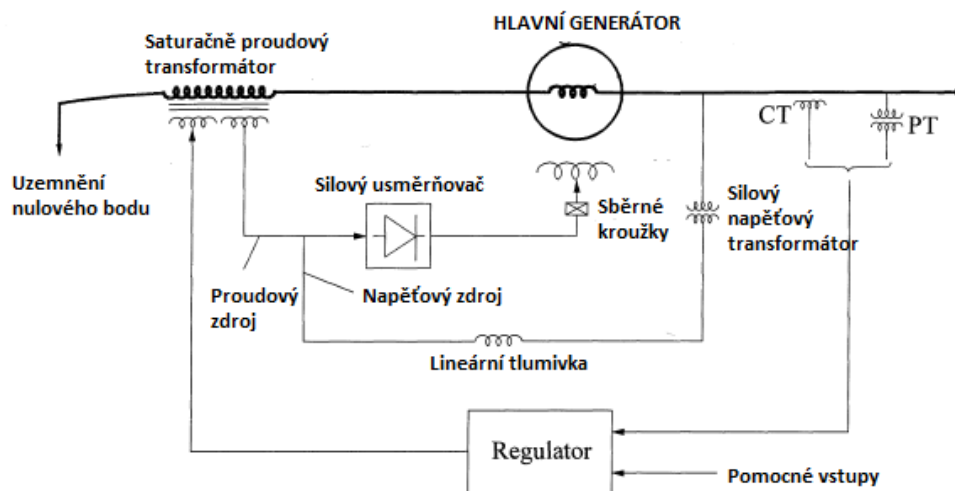 HLAVNÍ GENERÁTOR
Saturačně proudový
transformátor
CT
PT
Uzemnění
nulového bodu
Silový usměrňovač
Sběrné
kroužky
Silový
napěťový
transformátor
Proudový
zdroj
Napěťový zdroj
Lineární tlumivka
Regulator
Pomocné vstupy